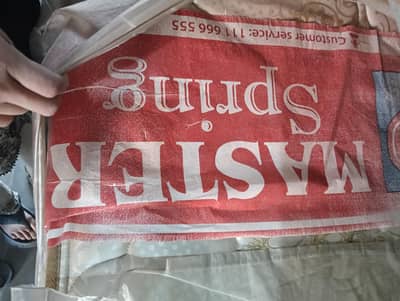 MASTER
Spring
Customer service: 111 666 555